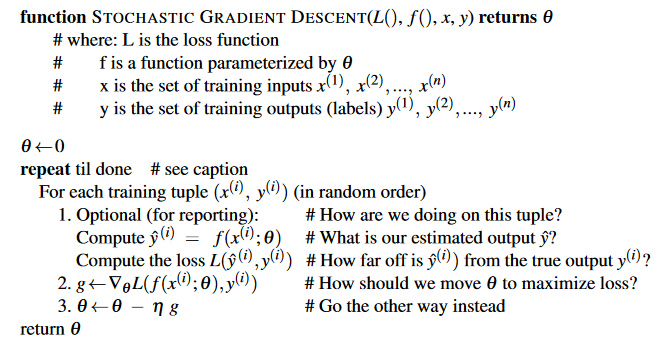 function STOCHASTIC GRADIENT DESCENT(L(), f(), x, y) returns θ
# where: L is the loss function
# f is a function parameterized by θ
# x is the set of training inputs x⁽¹⁾, x⁽²⁾,..., x⁽ⁿ⁾
# y is the set of training outputs (labels) y⁽¹⁾, y⁽²⁾,..., y⁽ⁿ⁾
θ←0
repeat til done # see caption
For each training tuple (x⁽ⁱ⁾, y⁽ⁱ⁾) (in random order)
1. Optional (for reporting): # How are we doing on this tuple?
Compute ŷ⁽ⁱ⁾ = f(x⁽ⁱ⁾;θ) # What is our estimated output ŷ?
Compute the loss L(ŷ⁽ⁱ⁾,y⁽ⁱ⁾) # How far off is ŷ⁽ⁱ⁾) from the true output y⁽ⁱ⁾?
2. g←∇θL(f(x⁽ⁱ⁾;θ),y⁽ⁱ⁾) # How should we move θ to maximize loss?
3. θ←θ − η g # Go the other way instead
return θ